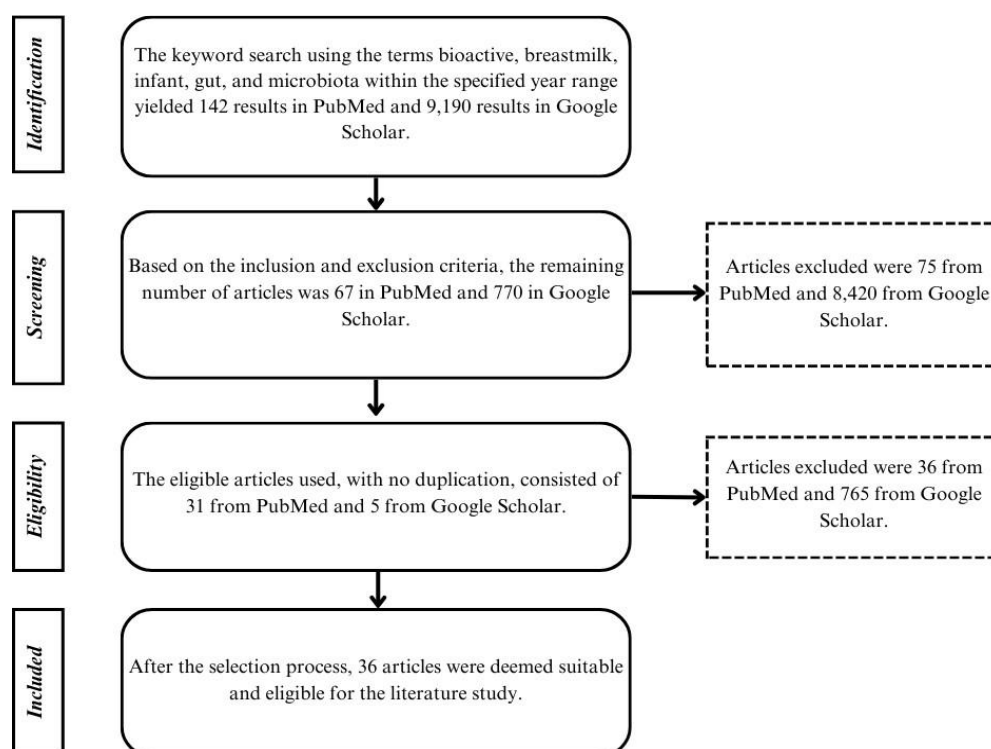 Identification
The keyword search using the terms bioactive, breastmilk,
infant, gut, and microbiota within the specified year range
yielded 142 results in PubMed and 9,190 results in Google
Scholar.
Screening
Based on the inclusion and exclusion criteria, the remaining
number of articles was 67 in PubMed and 770 in Google
Scholar.
Articles excluded were 75 from
PubMed and 8,420 from Google
Scholar.
Eligibility
The eligible articles used, with no duplication, consisted of
31 from PubMed and 5 from Google Scholar.
Articles excluded were 36 from
PubMed and 765 from Google
Scholar.
Included
After the selection process, 36 articles were deemed suitable
and eligible for the literature study.